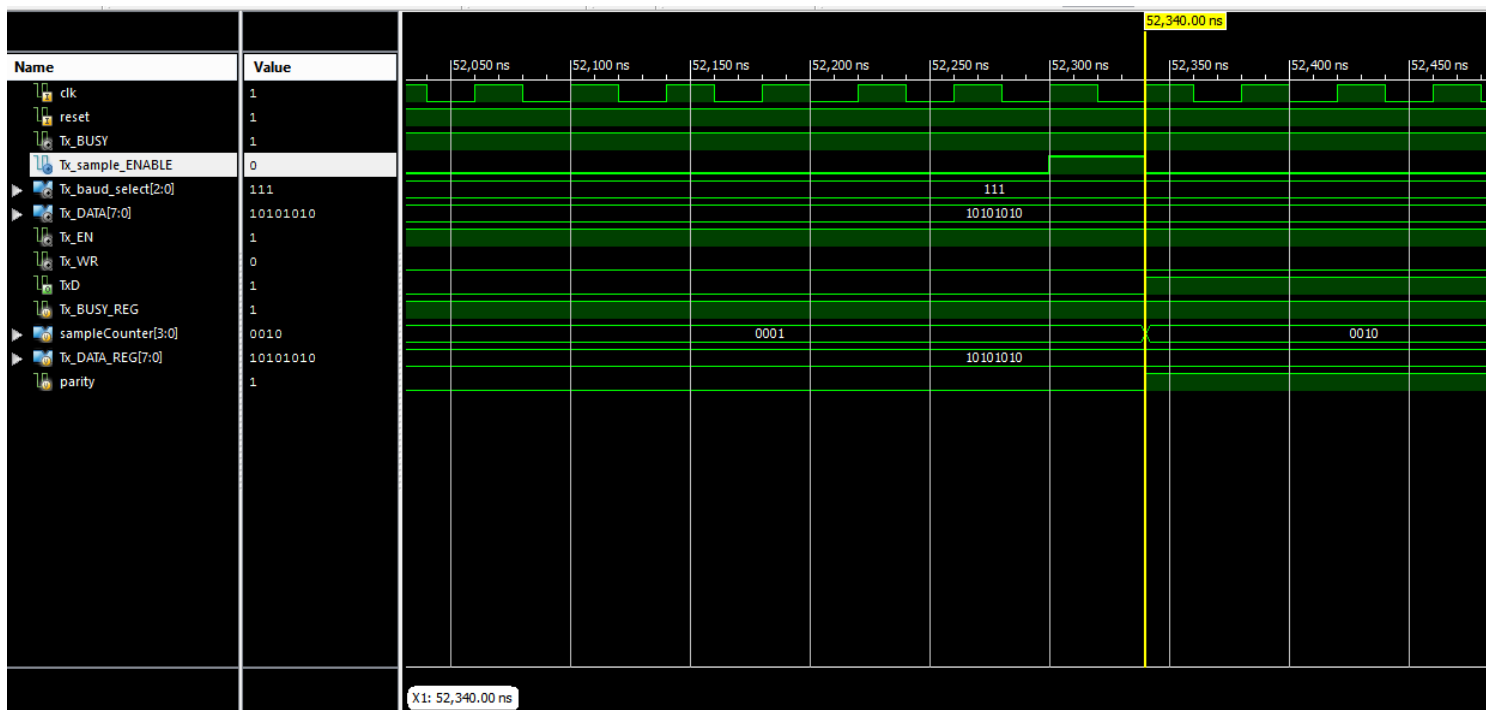 52,340.00 ns
Name Value
52,050 ns 52,100 ns 52,150 ns 52,200 ns 52,250 ns 52,300 ns 52,350 ns 52,400 ns 52,450 ns
clk 1
reset 1
Tx_BUSY 1
Tx_sample_ENABLE 0
Tx_baud_select[2:0] 111 111
Tx_DATA[7:0] 10101010 10101010
Tx_EN 1
Tx_WR 0
TxD 1
Tx_BUSY_REG 1
sampleCounter[3:0] 0010 0001 0010
Tx_DATA_REG[7:0] 10101010 10101010
parity 1
X1: 52,340.00 ns